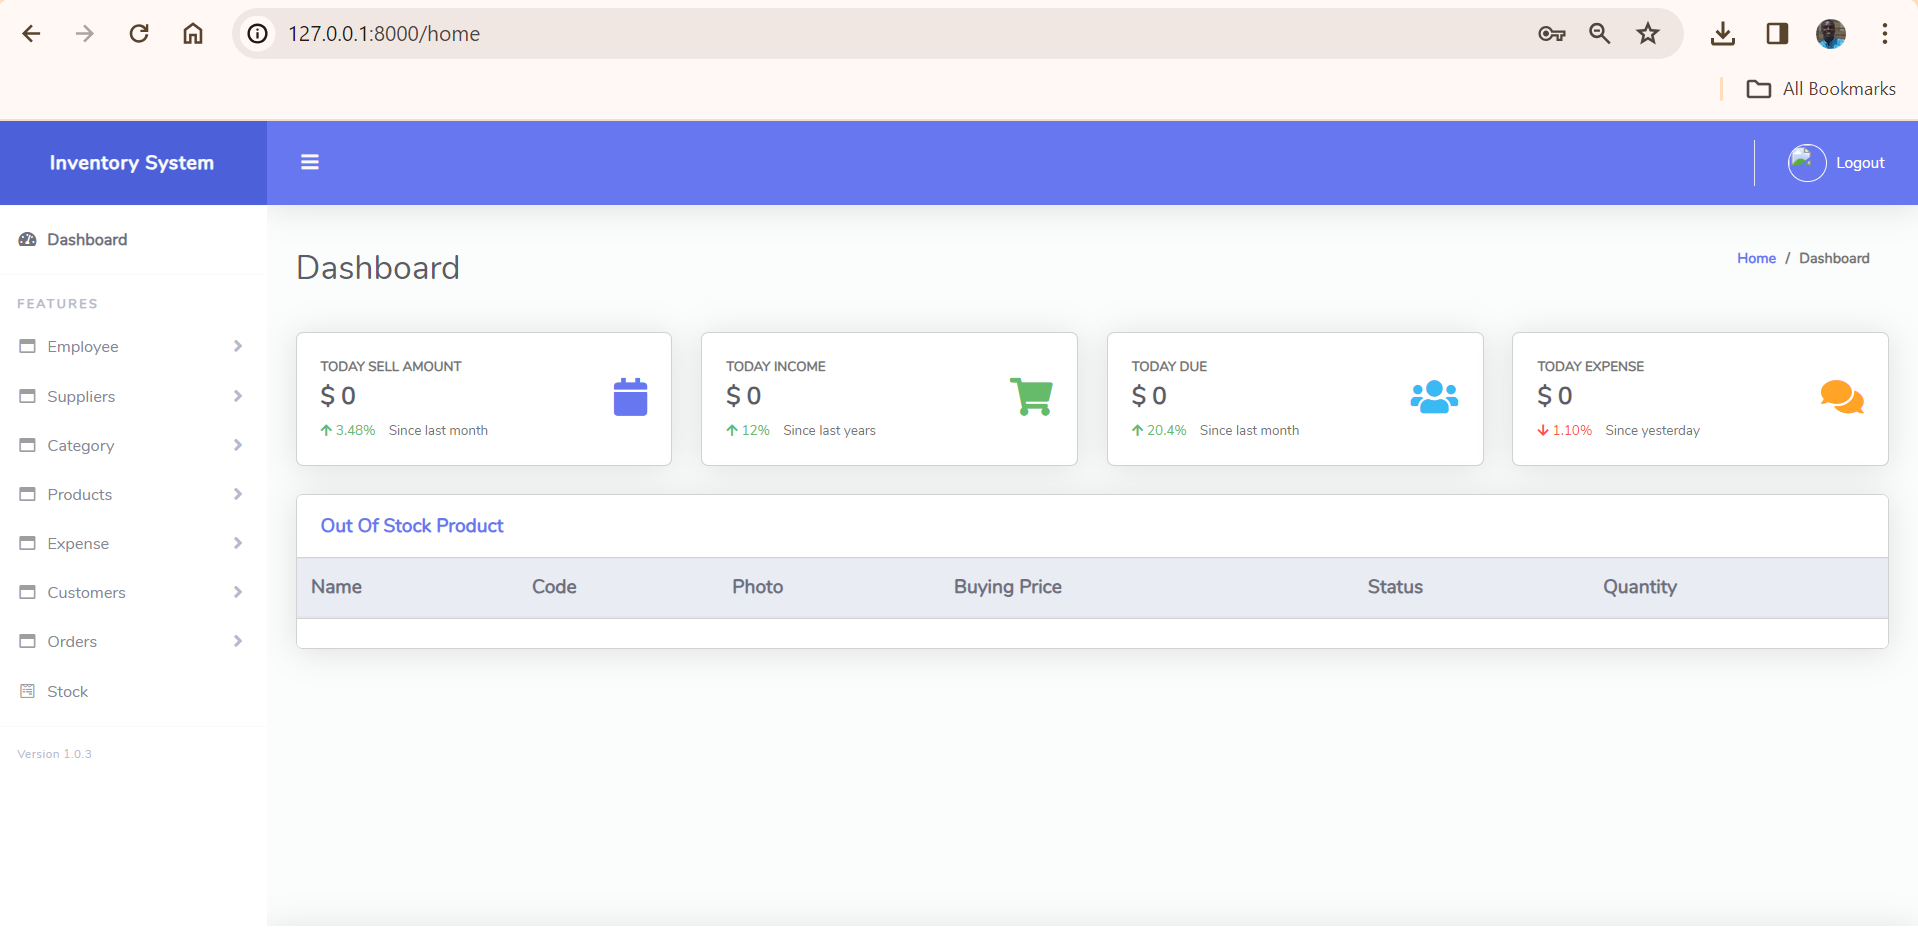 127.0.0.1:8000/home
All Bookmarks
Inventory System
Logout
Dashboard
FEATURES
Employee
Suppliers
Category
Products
Expense
Customers
Orders
Stock
Version 1.0.3
Dashboard
Home / Dashboard
TODAY SELL AMOUNT
$ 0
3.48% Since last month
TODAY INCOME
$ 0
12% Since last years
TODAY DUE
$ 0
20.4% Since last month
TODAY EXPENSE
$ 0
1.10% Since yesterday
Out Of Stock Product
Name Code Photo Buying Price Status Quantity